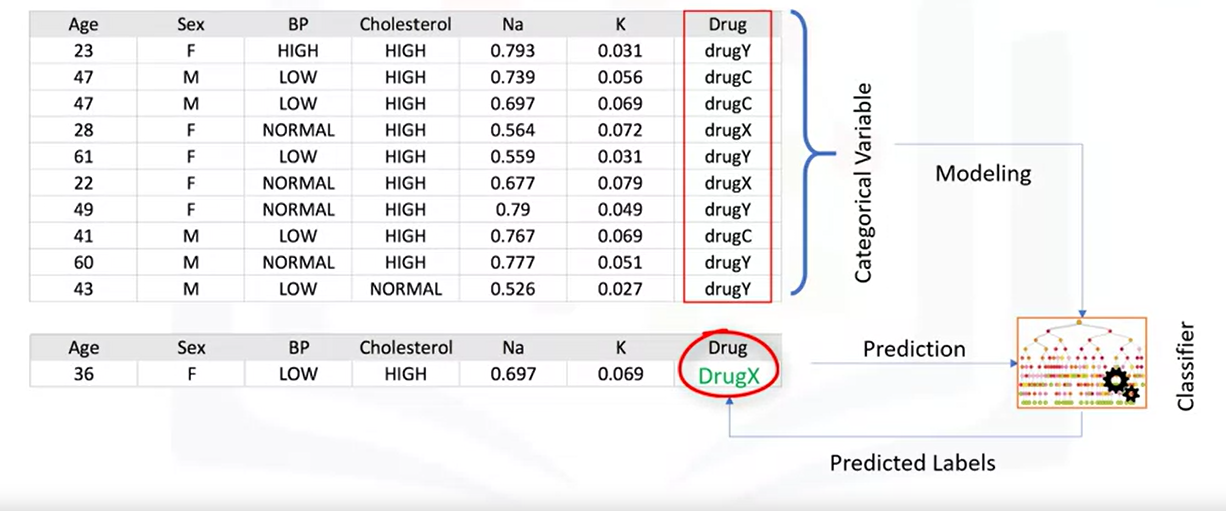 Age Sex BP Cholesterol Na K Drug
23 F HIGH HIGH 0.793 0.031 drugY
47 M LOW HIGH 0.739 0.056 drugC
47 M LOW HIGH 0.697 0.069 drugC
28 F NORMAL HIGH 0.564 0.072 drugX
61 F LOW HIGH 0.559 0.031 drugY
22 F NORMAL HIGH 0.677 0.079 drugX
49 F NORMAL HIGH 0.79 0.049 drugY
41 M LOW HIGH 0.767 0.069 drugC
60 M NORMAL HIGH 0.777 0.051 drugY
43 M LOW NORMAL 0.526 0.027 drugY
Categorical Variable
Modeling
Age Sex BP Cholesterol Na K Drug
36 F LOW HIGH 0.697 0.069 DrugX
Prediction
Classifier
Predicted Labels